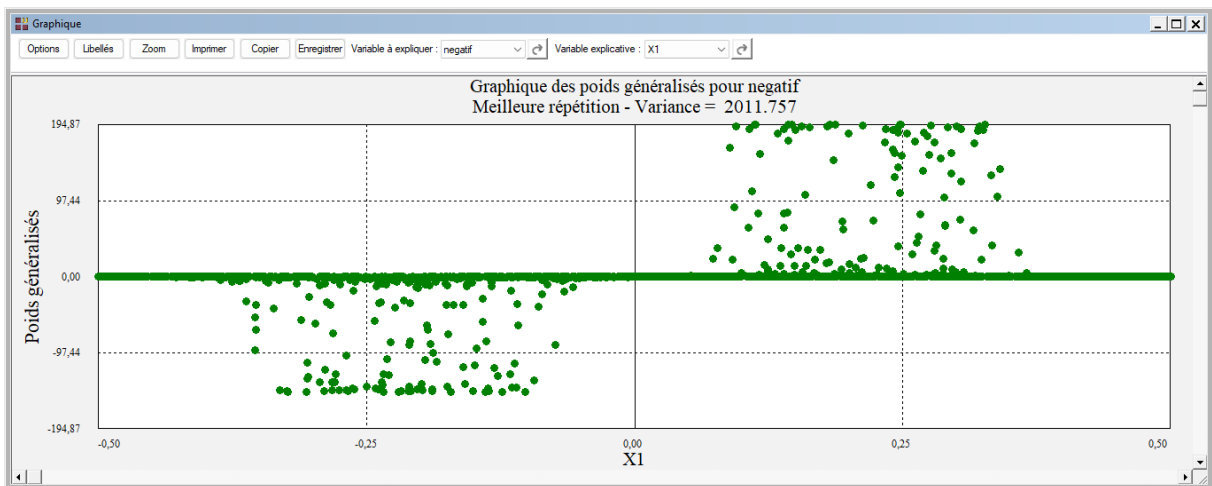 Graphique
Options Libellés Zoom Imprimer Copier Enregistrer Variable à expliquer : negatif Variable explicative : X1
Graphique des poids généralisés pour negatif
Meilleure répétition - Variance = 2011.757
194,87
97,44
0,00
-97,44
-194,87
Poids généralisés
-0,50 -0,25 0,00 0,25 0,50
X1